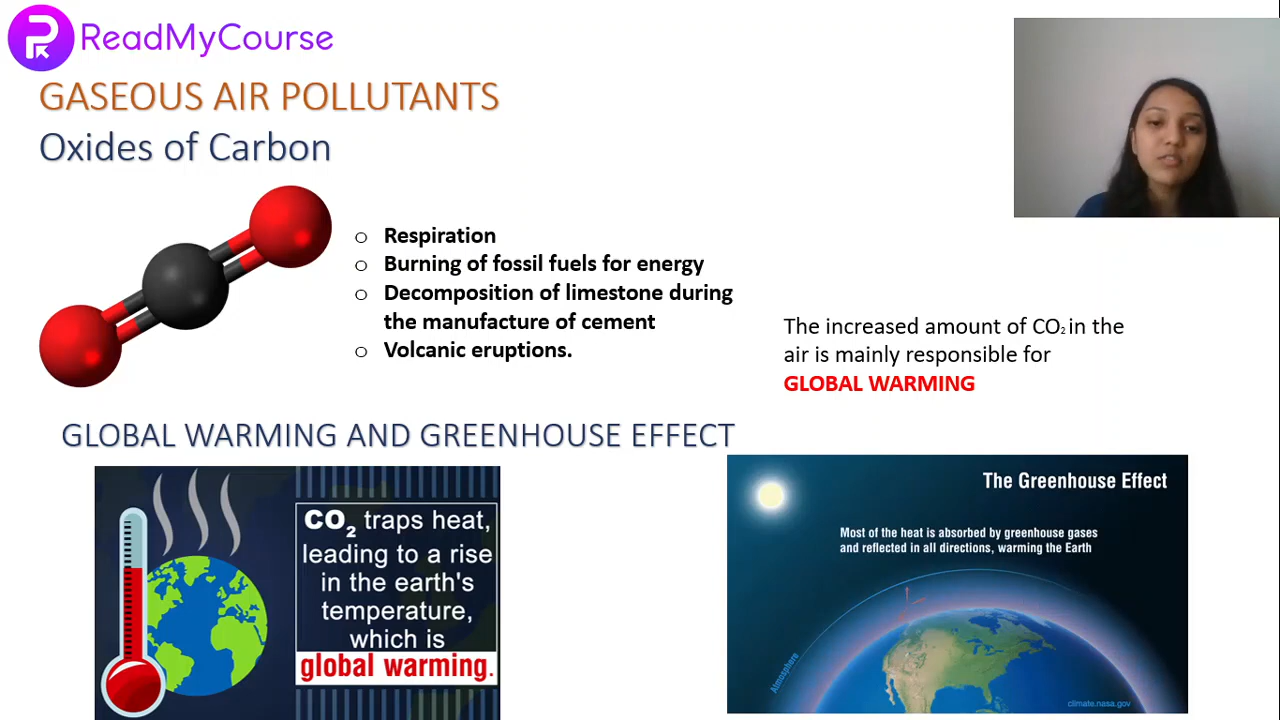 ReadMyCourse
GASEOUS AIR POLLUTANTS
Oxides of Carbon
o Respiration
o Burning of fossil fuels for energy
o Decomposition of limestone during
the manufacture of cement
o Volcanic eruptions.
The increased amount of CO₂ in the
air is mainly responsible for
GLOBAL WARMING
GLOBAL WARMING AND GREENHOUSE EFFECT
CO₂ traps heat,
leading to a rise
in the earth's
temperature,
which is
global warming.
The Greenhouse Effect
Most of the heat is absorbed by greenhouse gases
and reflected in all directions, warming the Earth
Atmosphere
climate.nasa.gov